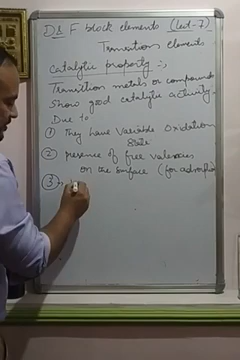 D & F block elements (Lect-7)
Transitions elements
Catalytic property :-
Transition metals or compounds
show good catalytic activity.
Due to
① They have variable oxidation
state
② presence of free valencies
on the surface (for adsorption
③